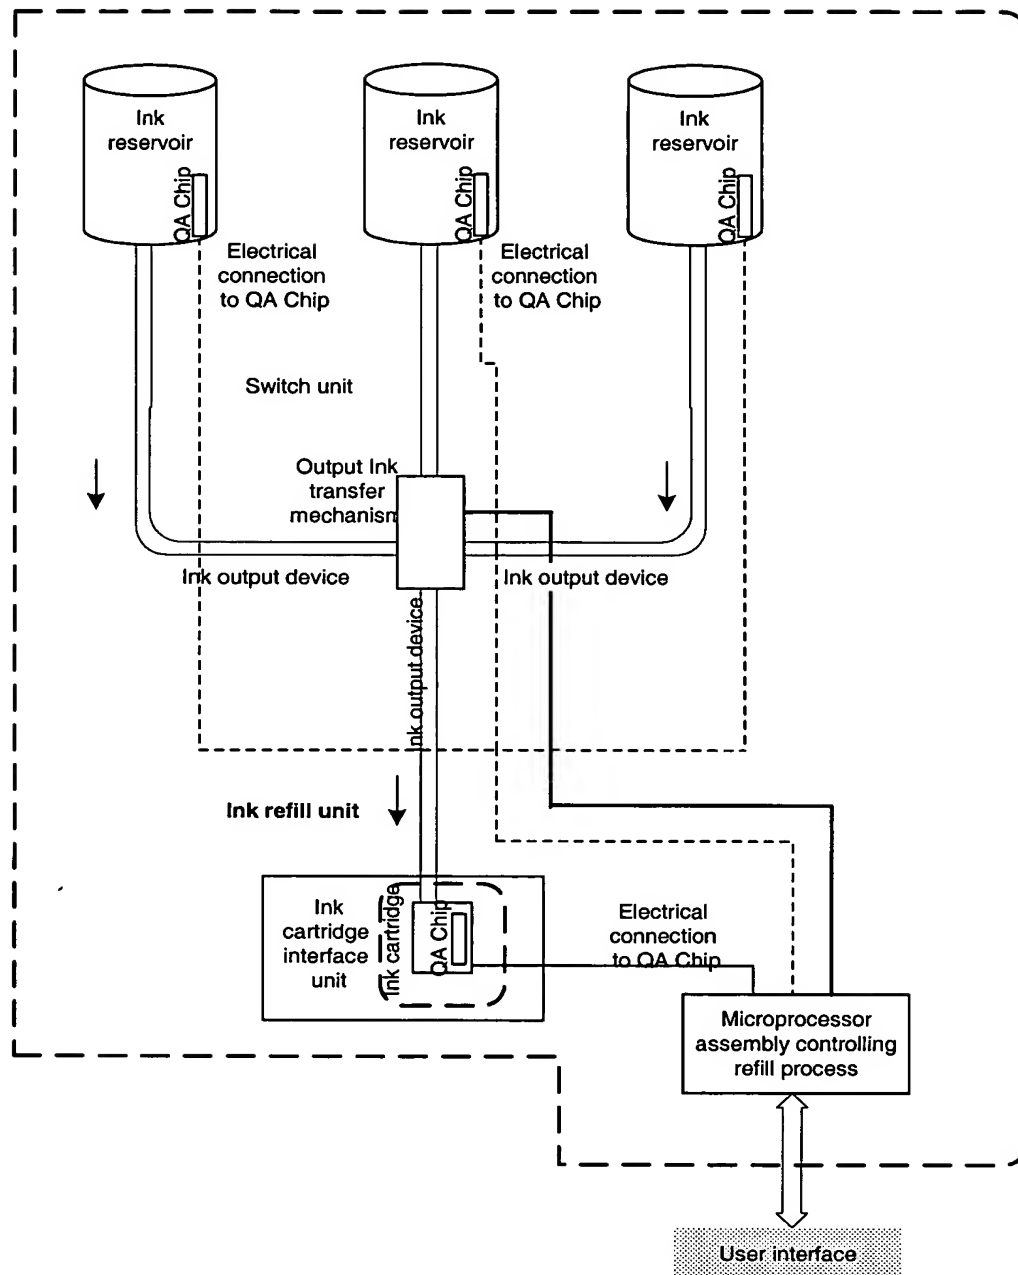 Ink
reservoir
QA Chip
Ink
reservoir
QA Chip
Ink
reservoir
QA Chip
Electrical
connection
to QA Chip
Electrical
connection
to QA Chip
Switch unit
Output Ink
transfer
mechanism
Ink output device
Ink output device
Ink output device
Ink refill unit
Ink
cartridge
interface
unit
Ink cartridge
QA Chip
Electrical
connection
to QA Chip
Microprocessor
assembly controlling
refill process
User interface